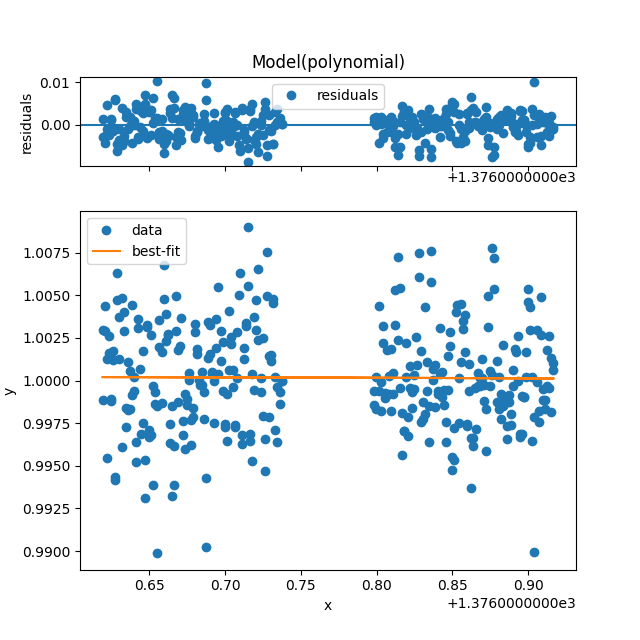 Model(polynomial)
0.01
0.00
residuals
residuals
+1.3760000000e3
data
best-fit
1.0075
1.0050
1.0025
1.0000
0.9975
0.9950
0.9925
0.9900
y
0.65 0.70 0.75 0.80 0.85 0.90
x
+1.3760000000e3